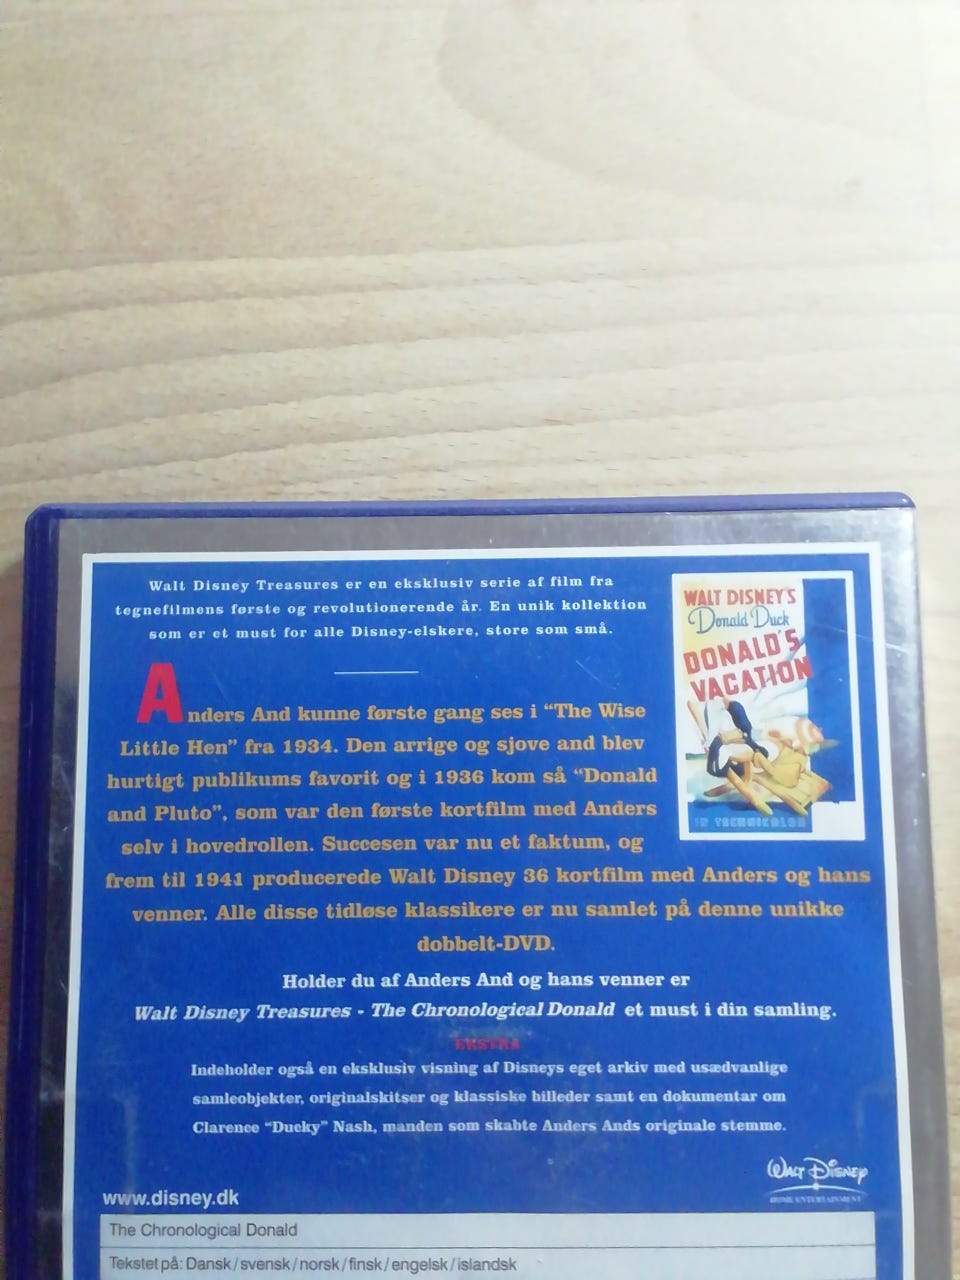 Walt Disney Treasures er en eksklusiv serie af film fra
tegnefilmens første og revolutionerende år. En unik kollektion
som er et must for alle Disney-elskere, store som små.
WALT DISNEY'S
Donald Duck
DONALD'S
VACATION
IN TECHNICOLOR
Anders And kunne første gang ses i “The Wise
Little Hen” fra 1934. Den arrige og sjove and blev
hurtigt publikums favorit og i 1936 kom så “Donald
and Pluto”, som var den første kortfilm med Anders
selv i hovedrollen. Succesen var nu et faktum, og
frem til 1941 producerede Walt Disney 36 kortfilm med Anders og hans
venner. Alle disse tidløse klassikere er nu samlet på denne unikke
dobbelt-DVD.
Holder du af Anders And og hans venner er
Walt Disney Treasures - The Chronological Donald et must i din samling.
EKSTRA
Indeholder også en eksklusiv visning af Disneys eget arkiv med usædvanlige
samleobjekter, originalskitser og klassiske billeder samt en dokumentar om
Clarence “Ducky” Nash, manden som skabte Anders Ands originale stemme.
WALT DISNEY
HOME ENTERTAINMENT
www.disney.dk
The Chronological Donald
Tekstet på: Dansk/svensk/norsk/finsk/engelsk/islandsk